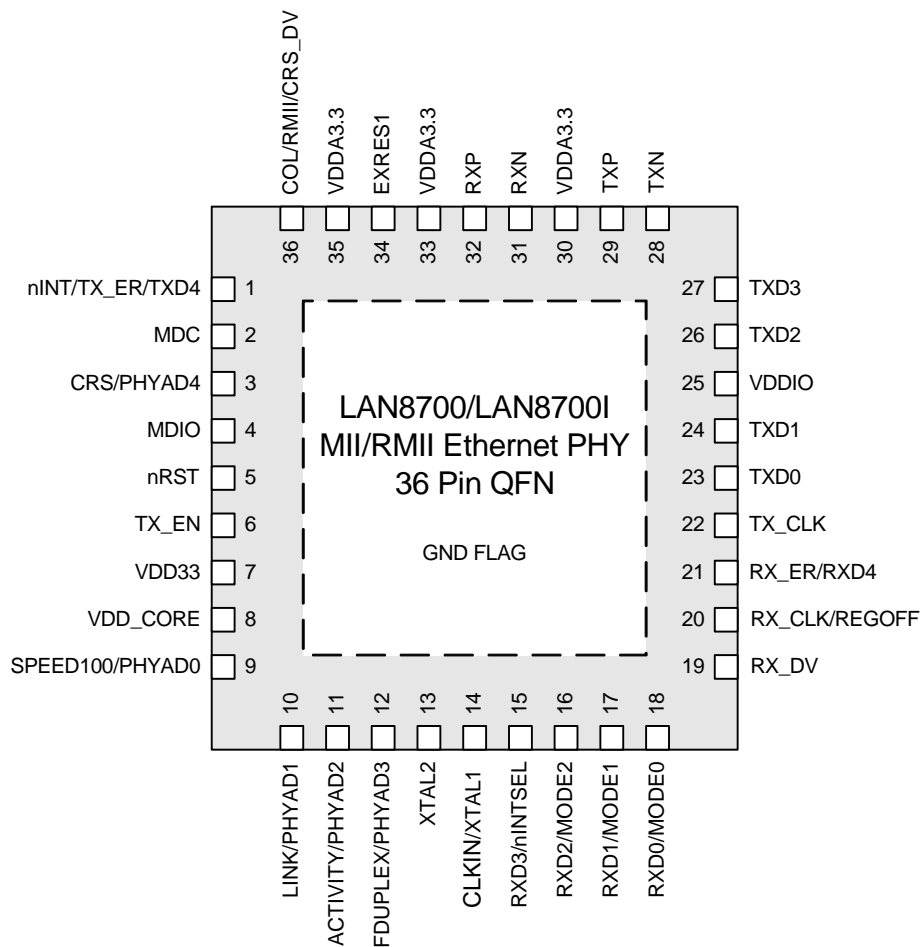 COL/RMII/CRS_DV
VDDA3.3
EXRES1
VDDA3.3
RXP
RXN
VDDA3.3
TXP
TXN
36
35
34
33
32
31
30
29
28
nINT/TX_ER/TXD4 1
MDC 2
CRS/PHYAD4 3
MDIO 4
nRST 5
TX_EN 6
VDD33 7
VDD_CORE 8
SPEED100/PHYAD0 9
LAN8700/LAN8700I
MII/RMII Ethernet PHY
36 Pin QFN
GND FLAG
27 TXD3
26 TXD2
25 VDDIO
24 TXD1
23 TXD0
22 TX_CLK
21 RX_ER/RXD4
20 RX_CLK/REGOFF
19 RX_DV
10
11
12
13
14
15
16
17
18
LINK/PHYAD1
ACTIVITY/PHYAD2
FDUPLEX/PHYAD3
XTAL2
CLKIN/XTAL1
RXD3/nINTSEL
RXD2/MODE2
RXD1/MODE1
RXD0/MODE0